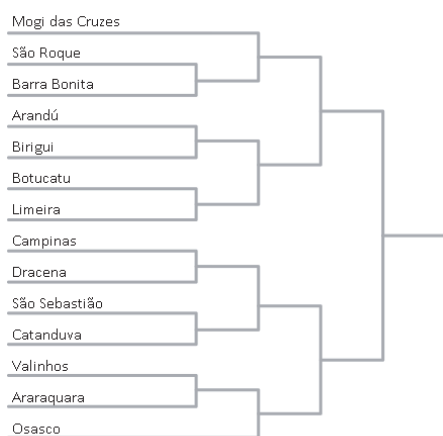 Mogi das Cruzes
São Roque
Barra Bonita
Arandú
Birigui
Botucatu
Limeira
Campinas
Dracena
São Sebastião
Catanduva
Valinhos
Araraquara
Osasco